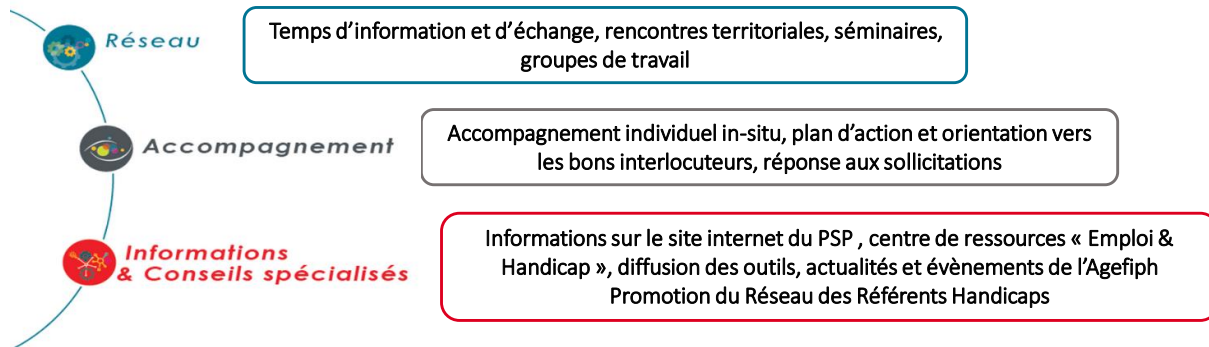 Réseau
Temps d’information et d’échange, rencontres territoriales, séminaires,
groupes de travail
Accompagnement
Accompagnement individuel in-situ, plan d’action et orientation vers
les bons interlocuteurs, réponse aux sollicitations
Informations
& Conseils spécialisés
Informations sur le site internet du PSP , centre de ressources « Emploi &
Handicap », diffusion des outils, actualités et évènements de l’Agefiph
Promotion du Réseau des Référents Handicaps